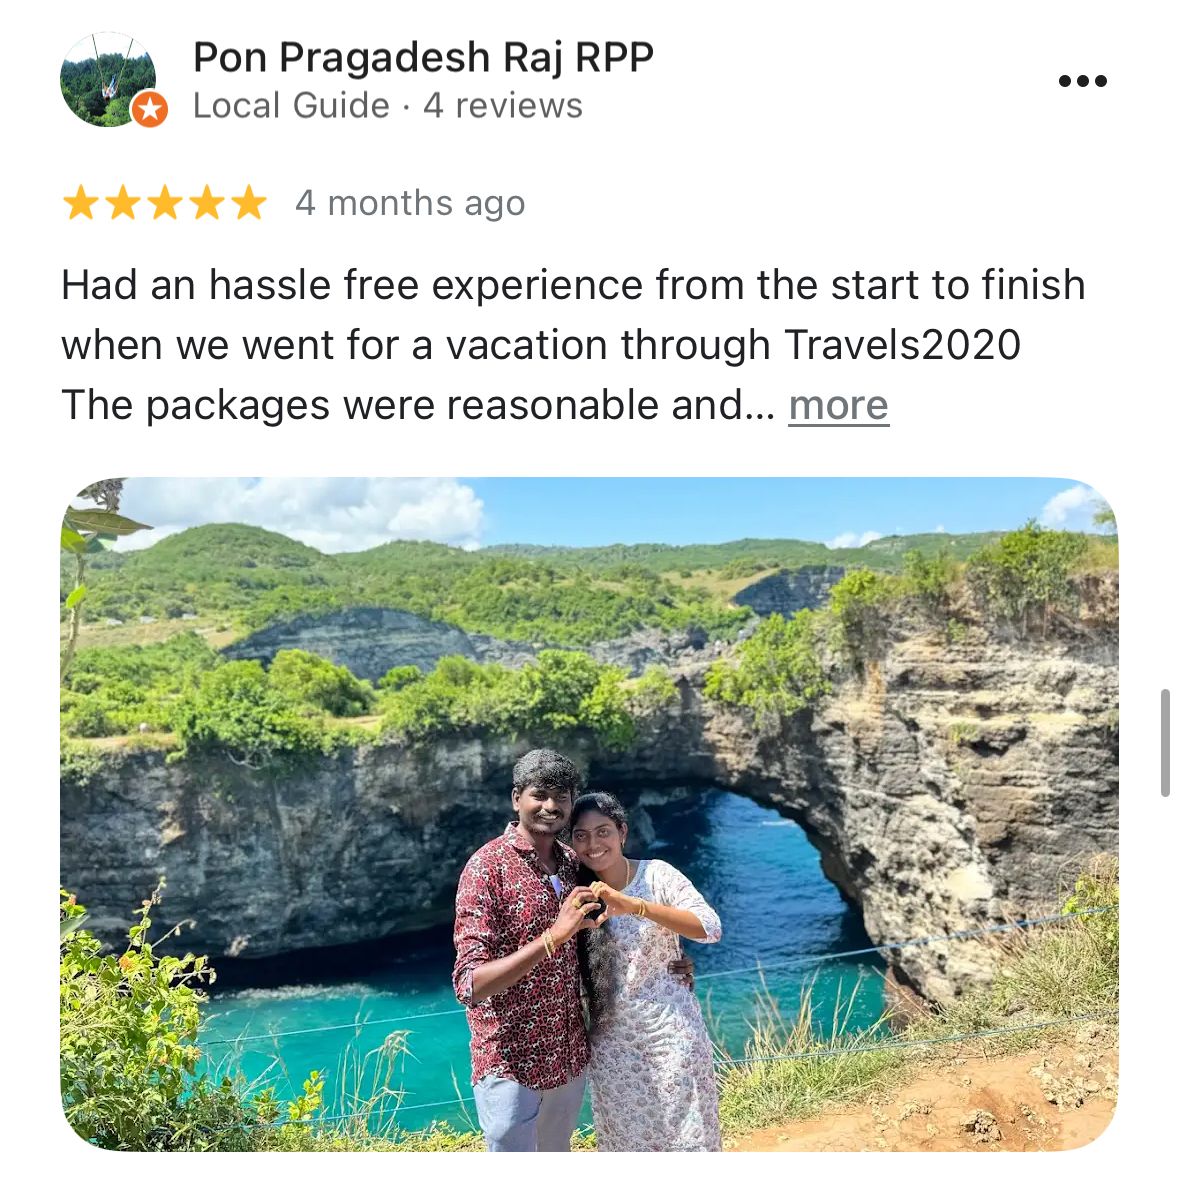 Pon Pragadesh Raj RPP
Local Guide · 4 reviews
4 months ago
Had an hassle free experience from the start to finish
when we went for a vacation through Travels2020
The packages were reasonable and... more